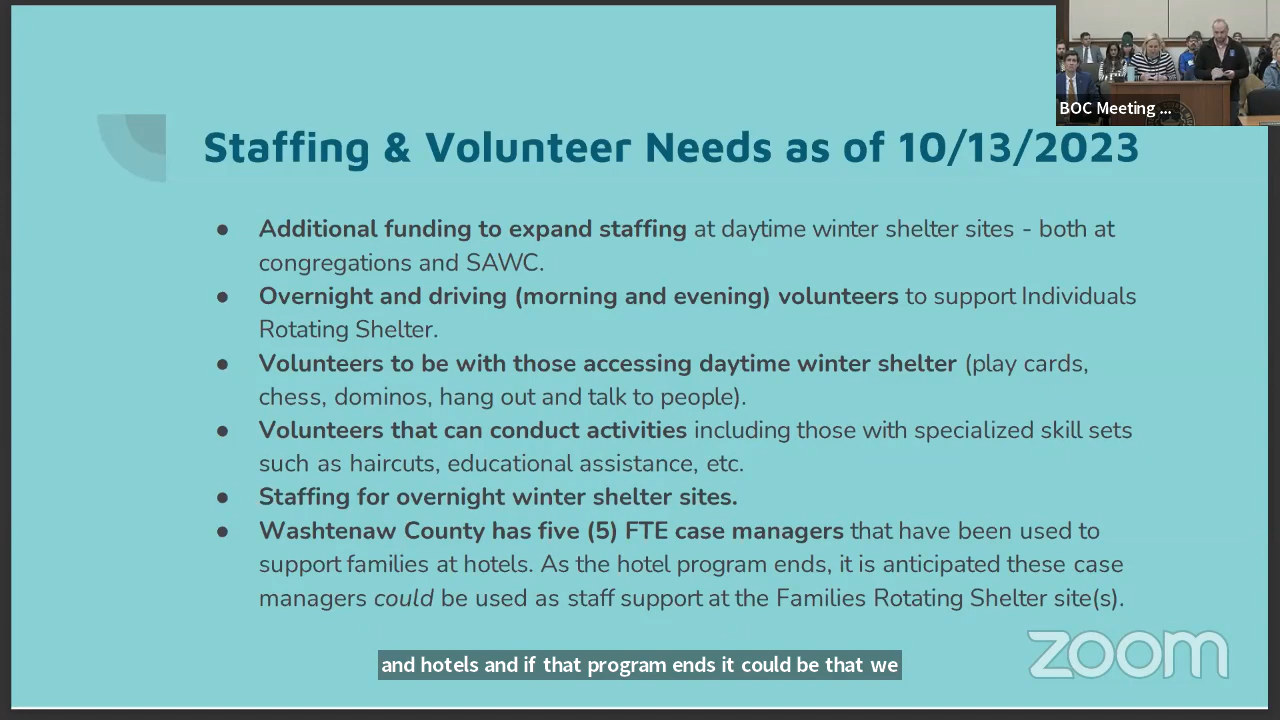 BOC Meeting ...
Staffing & Volunteer Needs as of 10/13/2023
● Additional funding to expand staffing at daytime winter shelter sites - both at
congregations and SAWC.
● Overnight and driving (morning and evening) volunteers to support Individuals
Rotating Shelter.
● Volunteers to be with those accessing daytime winter shelter (play cards,
chess, dominos, hang out and talk to people).
● Volunteers that can conduct activities including those with specialized skill sets
such as haircuts, educational assistance, etc.
● Staffing for overnight winter shelter sites.
● Washtenaw County has five (5) FTE case managers that have been used to
support families at hotels. As the hotel program ends, it is anticipated these case
managers could be used as staff support at the Families Rotating Shelter site(s).
zoom
and hotels and if that program ends it could be that we